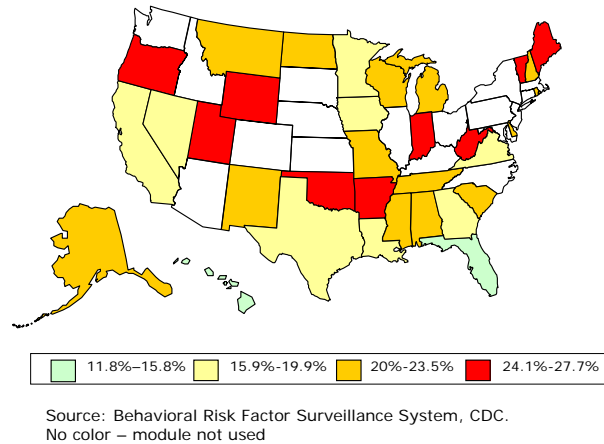 11.8%–15.8% 15.9%-19.9% 20%-23.5% 24.1%-27.7%
Source: Behavioral Risk Factor Surveillance System, CDC.
No color – module not used